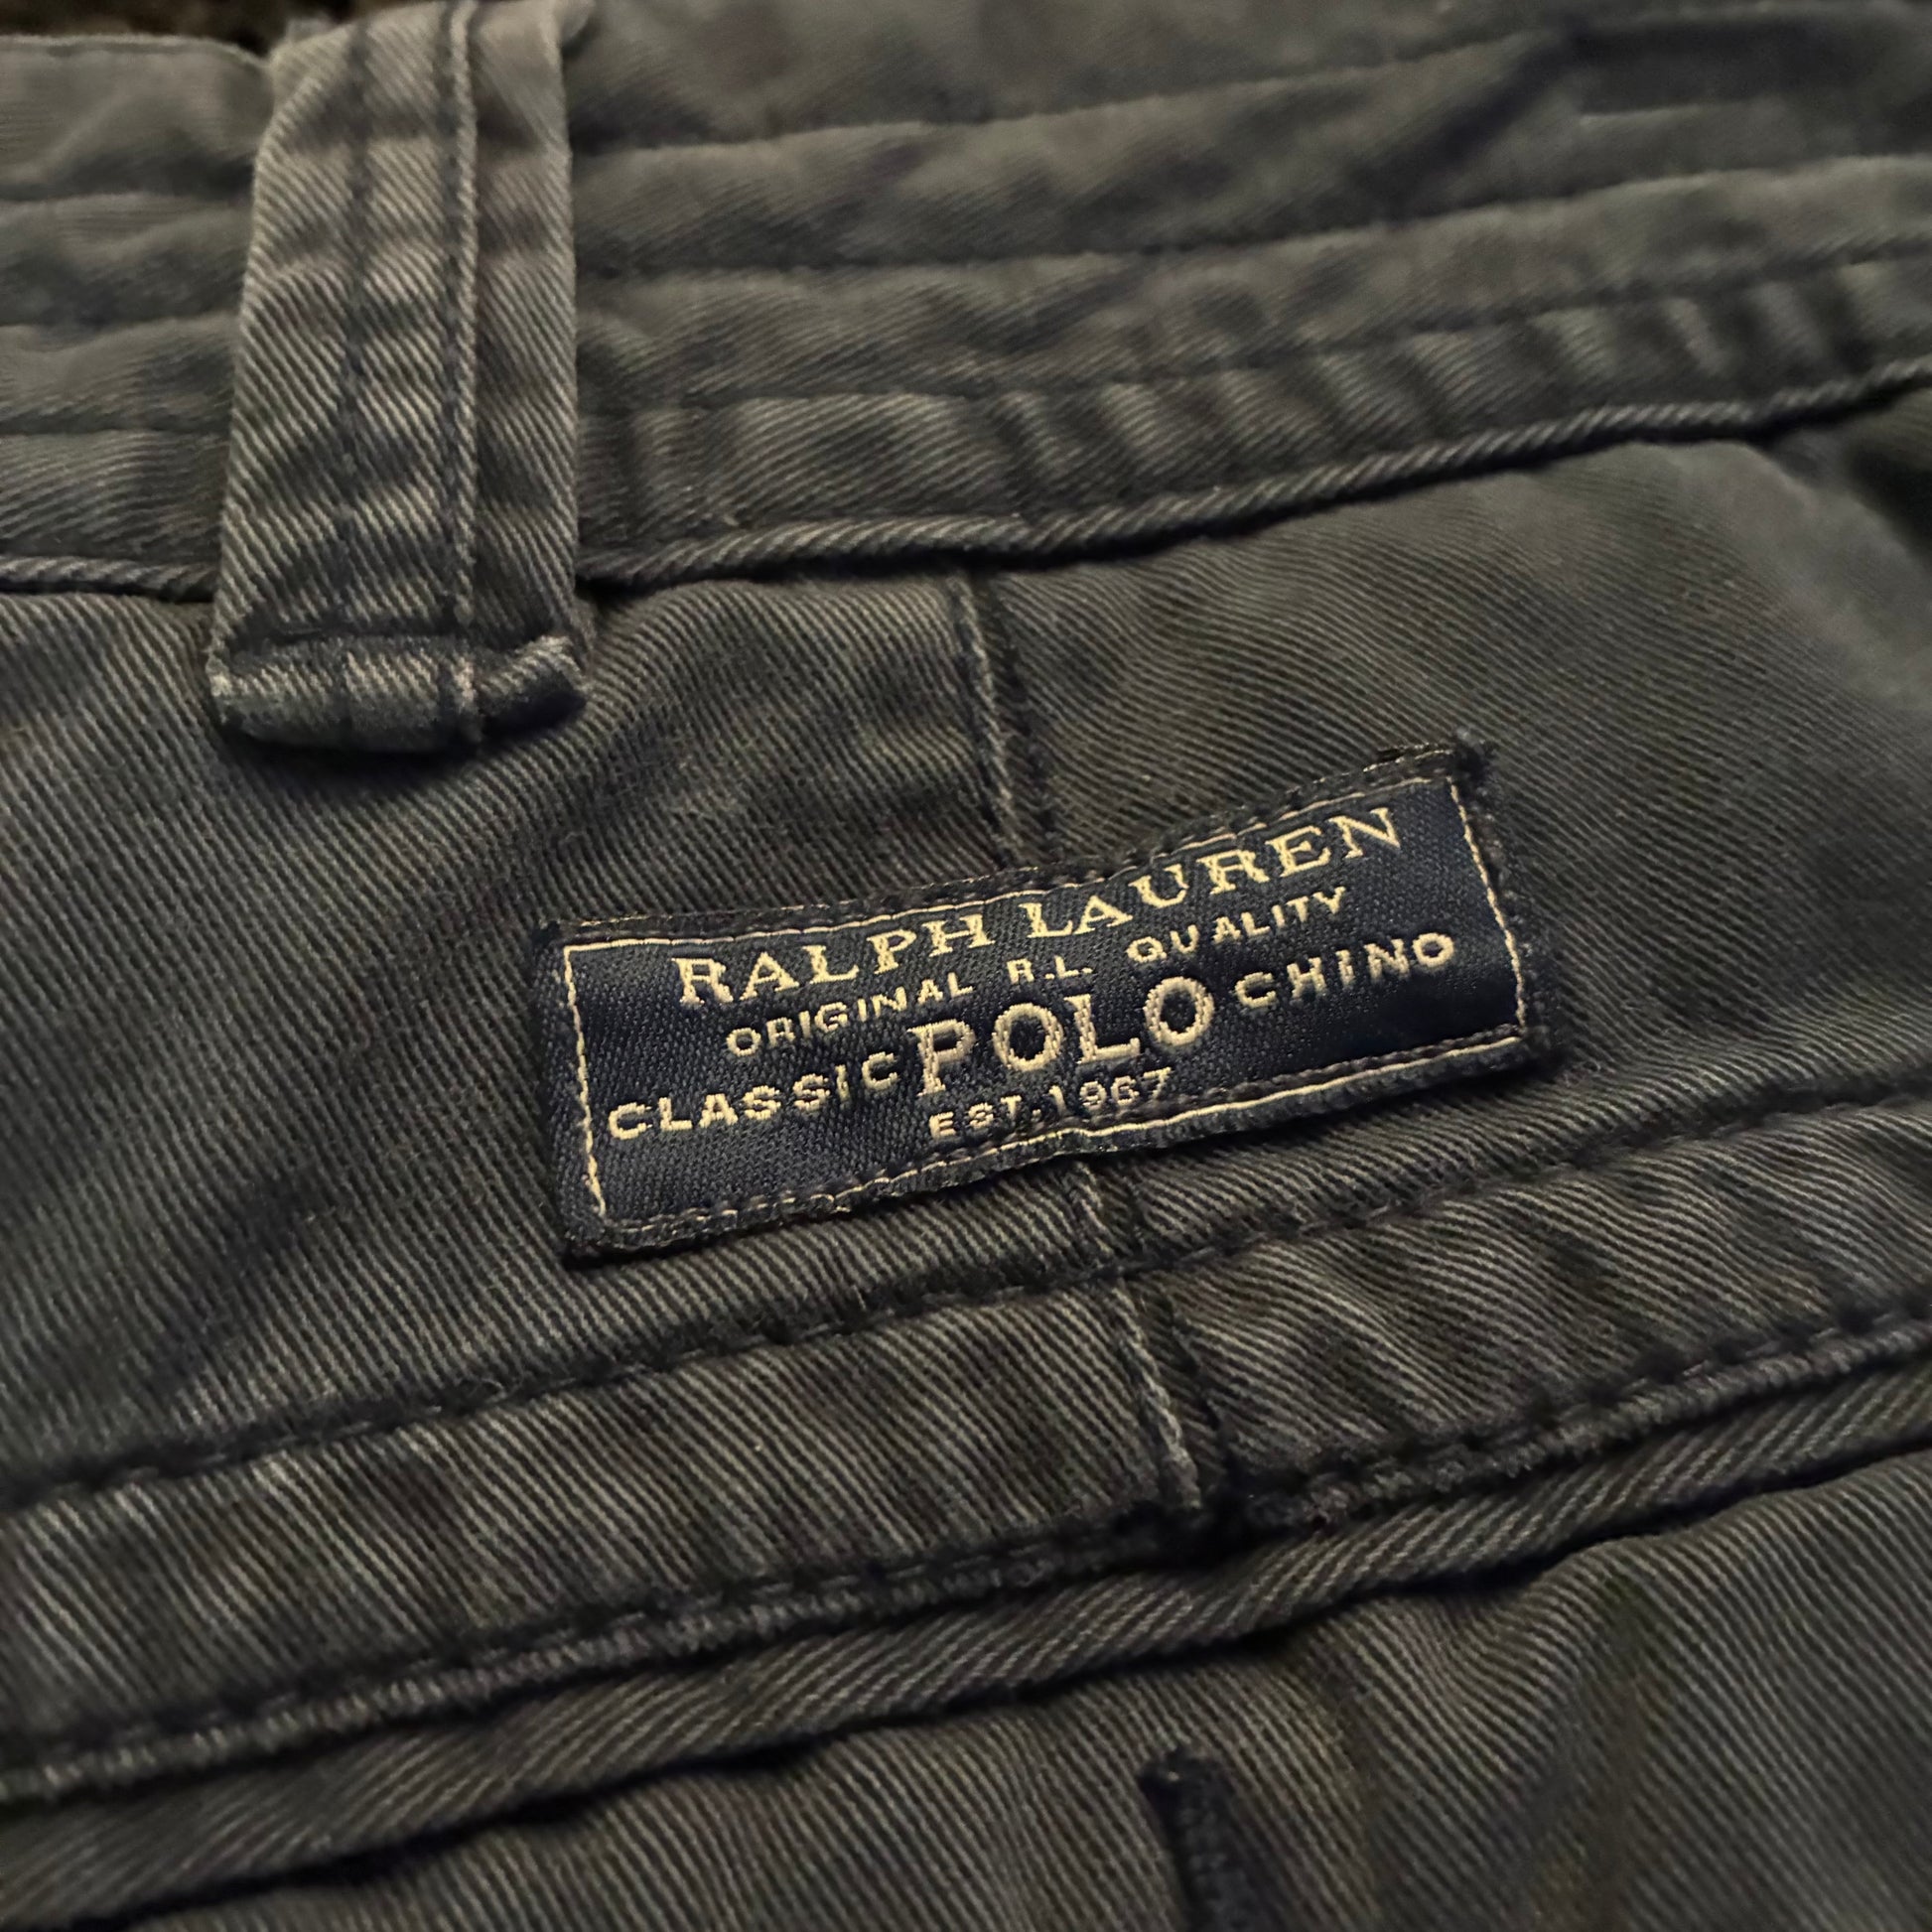 RALPH LAUREN
ORIGINAL R.L. QUALITY
CLASSIC POLO CHINO
EST. 1967